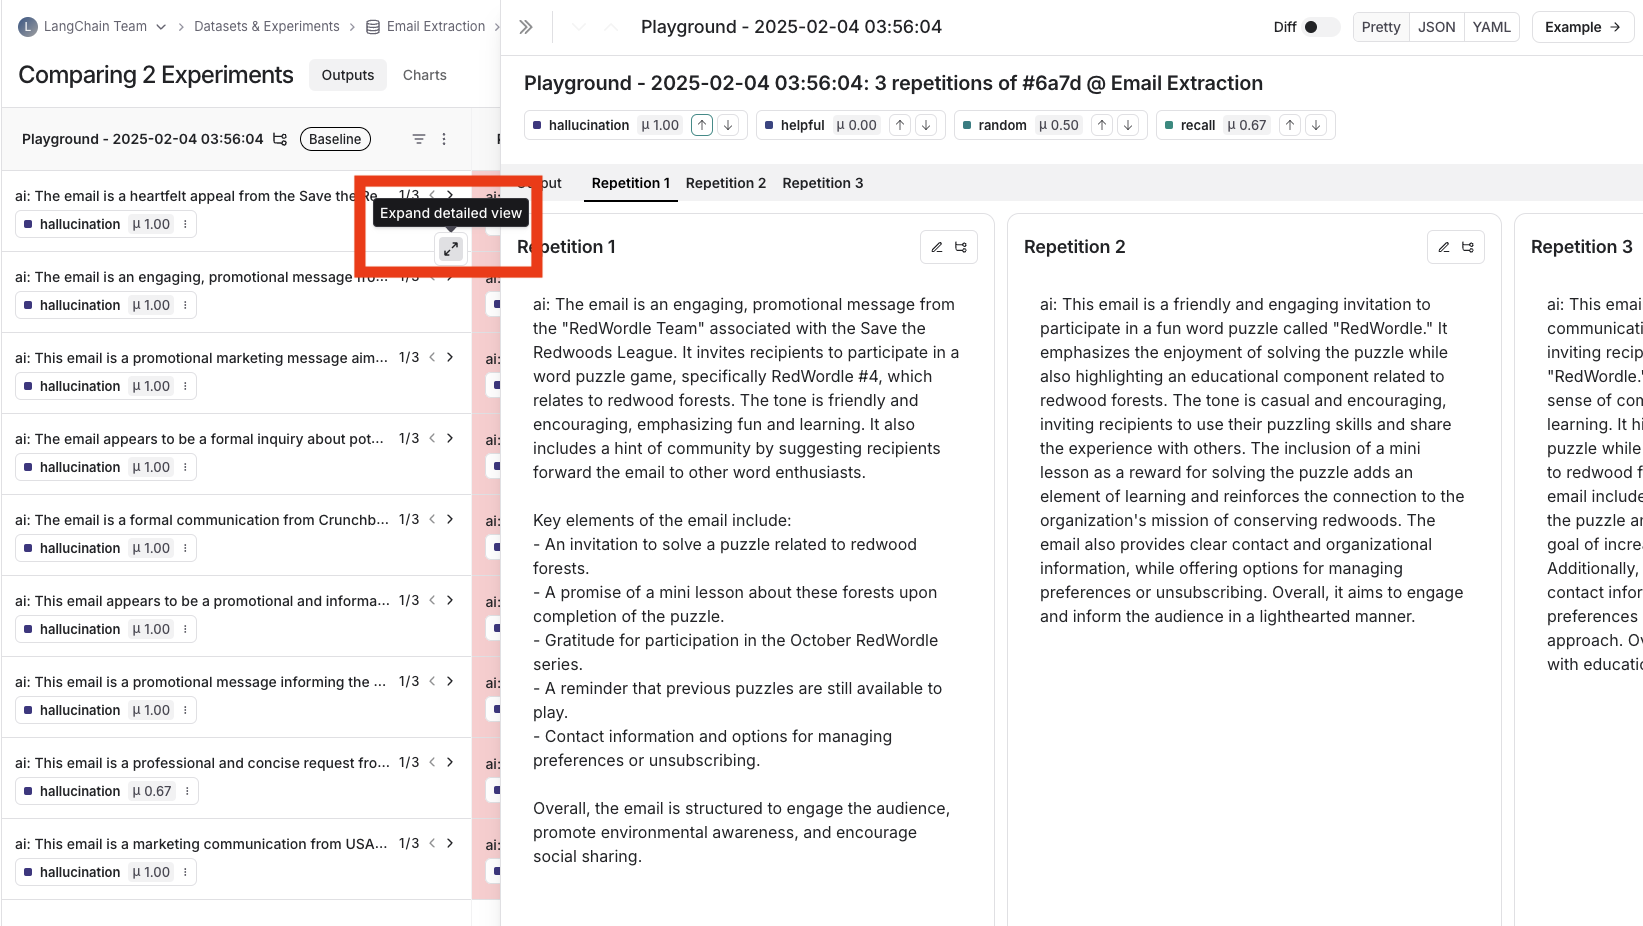 L LangChain Team > Datasets & Experiments > Email Extraction >
Comparing 2 Experiments Outputs Charts
Playground - 2025-02-04 03:56:04 Baseline
ai: The email is a heartfelt appeal from the Save the Re 1/3
hallucination μ 1.00
Expand detailed view
ai: The email is an engaging, promotional message fro... 1/3
hallucination μ 1.00
ai: This email is a promotional marketing message aim... 1/3
hallucination μ 1.00
ai: The email appears to be a formal inquiry about pot... 1/3
hallucination μ 1.00
ai: The email is a formal communication from Crunchb... 1/3
hallucination μ 1.00
ai: This email appears to be a promotional and informa... 1/3
hallucination μ 1.00
ai: This email is a promotional message informing the ... 1/3
hallucination μ 1.00
ai: This email is a professional and concise request fro... 1/3
hallucination μ 0.67
ai: This email is a marketing communication from USA... 1/3
hallucination μ 1.00
ai:
ai:
ai:
ai:
ai:
ai:
ai:
ai:
ai:
Playground - 2025-02-04 03:56:04
Diff Pretty JSON YAML Example →
Playground - 2025-02-04 03:56:04: 3 repetitions of #6a7d @ Email Extraction
hallucination μ 1.00 ↑ ↓ helpful μ 0.00 ↑ ↓ random μ 0.50 ↑ ↓ recall μ 0.67 ↑ ↓
Repetition 1 Repetition 2 Repetition 3
Repetition 1
ai: The email is an engaging, promotional message from
the "RedWordle Team" associated with the Save the
Redwoods League. It invites recipients to participate in a
word puzzle game, specifically RedWordle #4, which
relates to redwood forests. The tone is friendly and
encouraging, emphasizing fun and learning. It also
includes a hint of community by suggesting recipients
forward the email to other word enthusiasts.
Key elements of the email include:
- An invitation to solve a puzzle related to redwood
forests.
- A promise of a mini lesson about these forests upon
completion of the puzzle.
- Gratitude for participation in the October RedWordle
series.
- A reminder that previous puzzles are still available to
play.
- Contact information and options for managing
preferences or unsubscribing.
Overall, the email is structured to engage the audience,
promote environmental awareness, and encourage
social sharing.
Repetition 2
ai: This email is a friendly and engaging invitation to
participate in a fun word puzzle called "RedWordle." It
emphasizes the enjoyment of solving the puzzle while
also highlighting an educational component related to
redwood forests. The tone is casual and encouraging,
inviting recipients to use their puzzling skills and share
the experience with others. The inclusion of a mini
lesson as a reward for solving the puzzle adds an
element of learning and reinforces the connection to the
organization's mission of conserving redwoods. The
email also provides clear contact and organizational
information, while offering options for managing
preferences or unsubscribing. Overall, it aims to engage
and inform the audience in a lighthearted manner.
Repetition 3
ai: This emai
communicati
inviting recip
"RedWordle."
sense of con
learning. It hi
puzzle while
to redwood f
email include
the puzzle an
goal of increa
Additionally,
contact infor
preferences
approach. Ov
with educatio